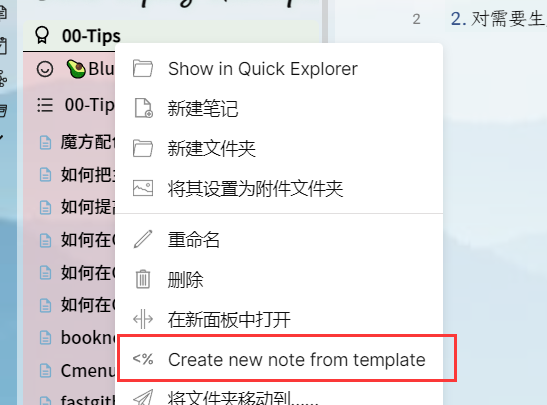 2
2. 对需要生
00-Tips
🥑Blu
Show in Quick Explorer
00-Tip
新建笔记
魔方配
新建文件夹
如何把
将其设置为附件文件夹
如何提
如何在
重命名
如何在
删除
如何在
在新面板中打开
bookno
Create new note from template
Cmenu
将文件夹移动到......
fastgith